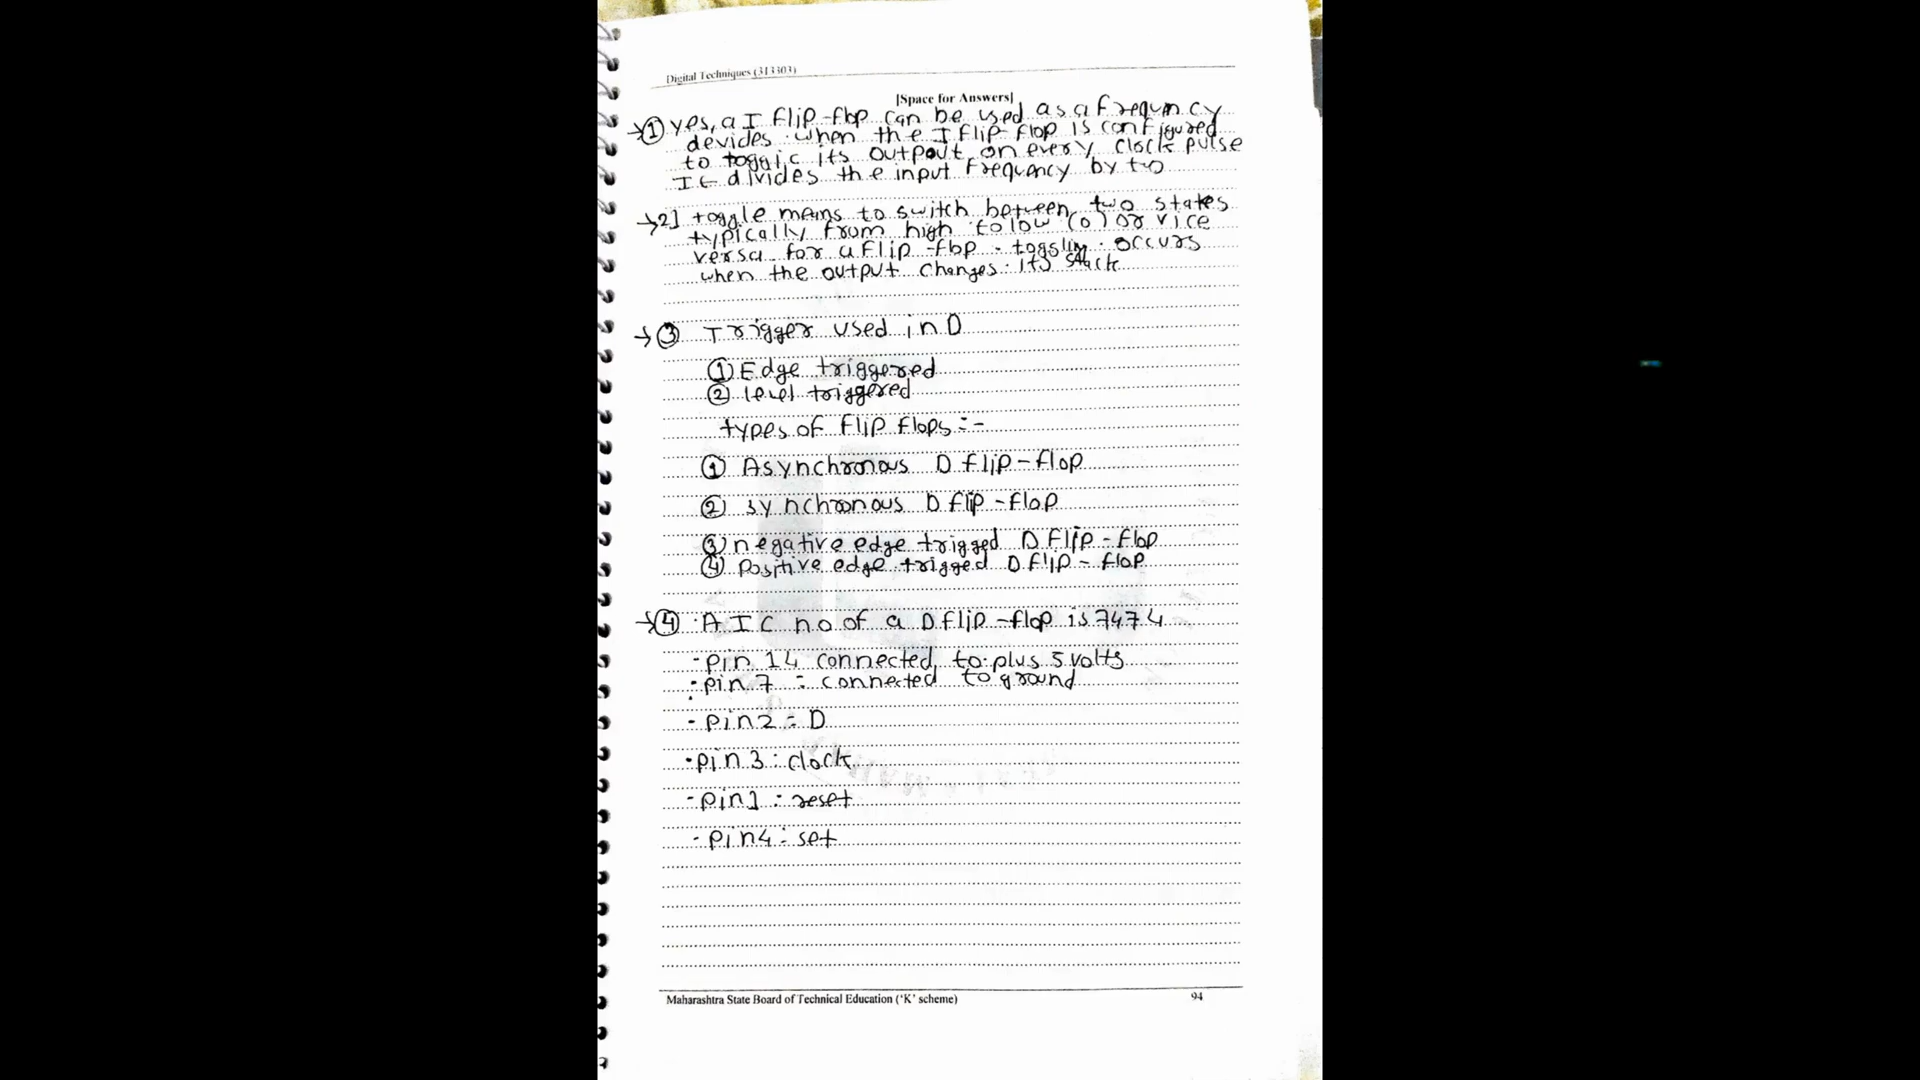 Digital Techniques (313303)
[Space for Answers]
→① Yes, a I flip-flop can be used as a frequency
devides. when the I flip-flop is configured
to toggic its outpout on every clock pulse
It divides the input frequency by two
→2] toggle means to switch between two states
typically from high to low (0) or vice
versa for a flip-flop - toggling occurs
when the output changes. its
→③ Trigger used in D
① Edge triggered
② level triggered
types of flip flops :-
① Asynchronous D flip-flop
② synchronous D flip-flop
③ negative edge trigged D flip-flop
④ positive edge trigged D flip-flop
→④ A IC no of a D flip-flop is 7474
- pin 14 connected to plus 5 volts
- pin 7 : connected to ground
- pin 2 : D
- pin 3 : clock
- pin 1 : reset
- pin 4 : set
Maharashtra State Board of Technical Education ('K' scheme)
94